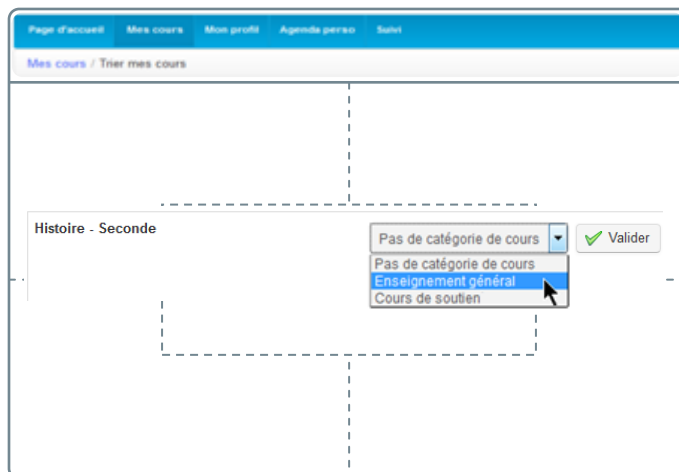 Page d'accueil Mes cours Mon profil Agenda perso Suivi
Mes cours / Trier mes cours
Histoire - Seconde
Pas de catégorie de cours Valider
Pas de catégorie de cours
Enseignement général
Cours de soutien